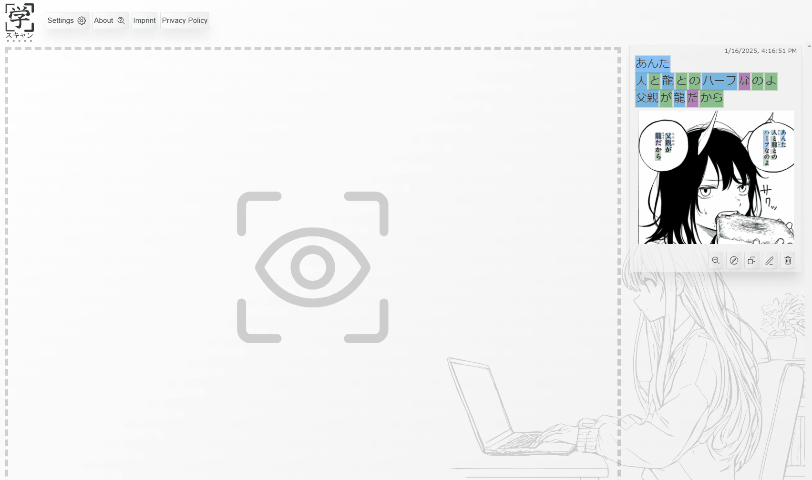 学
スキャン
Settings
About
Imprint
Privacy Policy
1/16/2025, 4:16:51 PM
あんた
人と龍とのハーフなのよ
父親が龍だから
父親が
龍だから
あんた
人と龍との
ハーフなのよ
サク